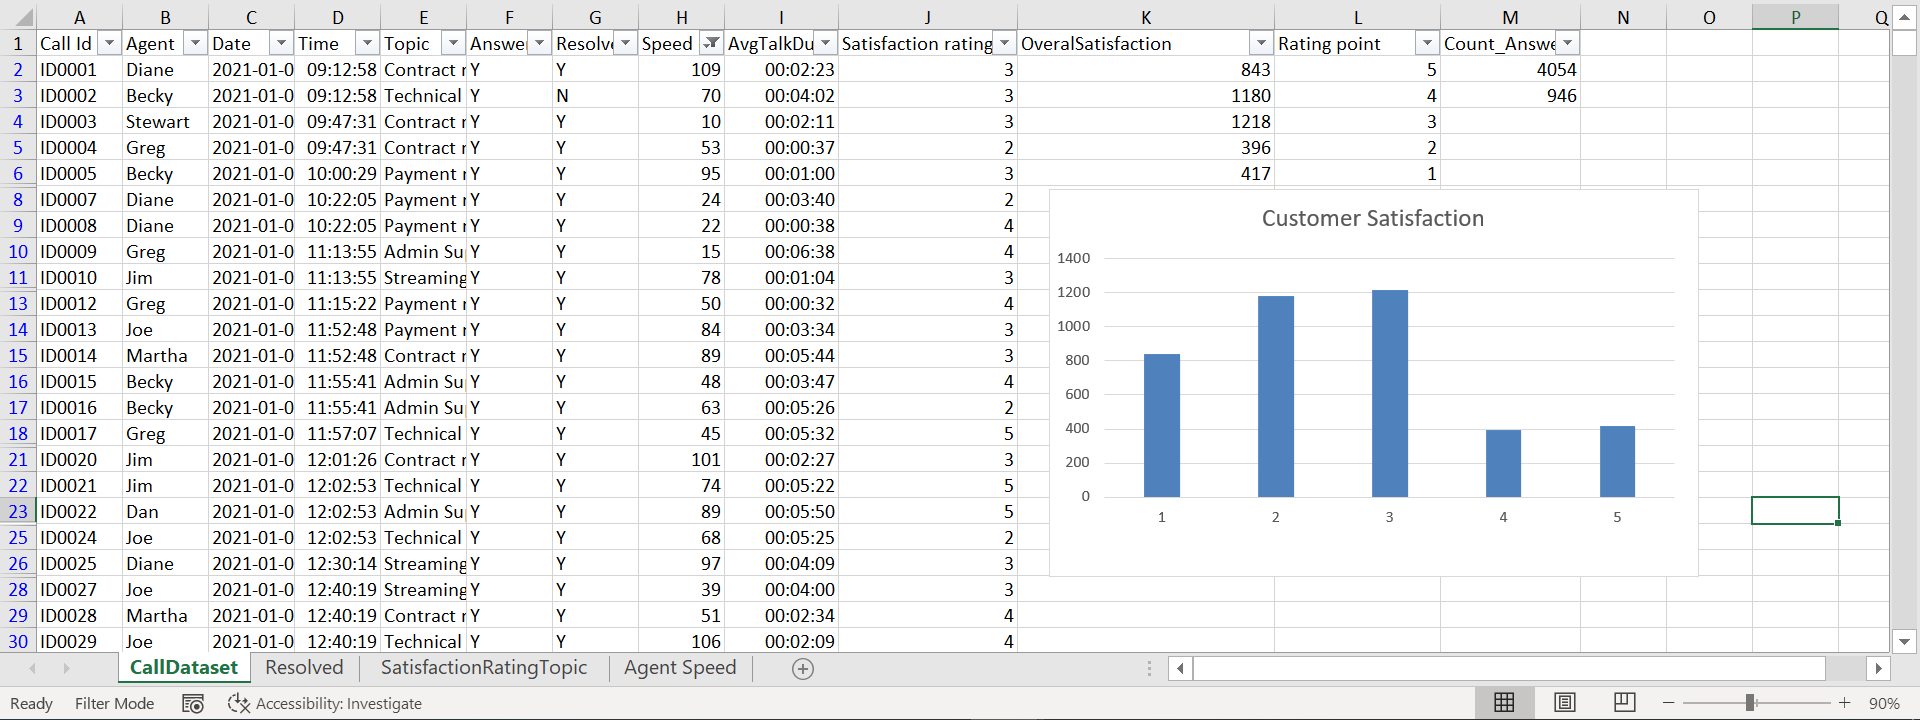 A B C D E F G H I J K L M N O P Q
1 Call Id Agent Date Time Topic Answe Resolve Speed AvgTalkDu Satisfaction rating OveralSatisfaction Rating point Count_Answe
2 ID0001 Diane 2021-01-0 09:12:58 Contract r Y Y 109 00:02:23 3 843 5 4054
3 ID0002 Becky 2021-01-0 09:12:58 Technical Y N 70 00:04:02 3 1180 4 946
4 ID0003 Stewart 2021-01-0 09:47:31 Contract r Y Y 10 00:02:11 3 1218 3
5 ID0004 Greg 2021-01-0 09:47:31 Contract r Y Y 53 00:00:37 2 396 2
6 ID0005 Becky 2021-01-0 10:00:29 Payment r Y Y 95 00:01:00 3 417 1
8 ID0007 Diane 2021-01-0 10:22:05 Payment r Y Y 24 00:03:40 2
9 ID0008 Diane 2021-01-0 10:22:05 Payment r Y Y 22 00:00:38 4
10 ID0009 Greg 2021-01-0 11:13:55 Admin Su Y Y 15 00:06:38 4
11 ID0010 Jim 2021-01-0 11:13:55 Streaming Y Y 78 00:01:04 3
13 ID0012 Greg 2021-01-0 11:15:22 Payment r Y Y 50 00:00:32 4
14 ID0013 Joe 2021-01-0 11:52:48 Payment r Y Y 84 00:03:34 3
15 ID0014 Martha 2021-01-0 11:52:48 Contract r Y Y 89 00:05:44 3
16 ID0015 Becky 2021-01-0 11:55:41 Admin Su Y Y 48 00:03:47 4
17 ID0016 Becky 2021-01-0 11:55:41 Admin Su Y Y 63 00:05:26 2
18 ID0017 Greg 2021-01-0 11:57:07 Technical Y Y 45 00:05:32 5
21 ID0020 Jim 2021-01-0 12:01:26 Contract r Y Y 101 00:02:27 3
22 ID0021 Jim 2021-01-0 12:02:53 Technical Y Y 74 00:05:22 5
23 ID0022 Dan 2021-01-0 12:02:53 Admin Su Y Y 89 00:05:50 5
25 ID0024 Joe 2021-01-0 12:02:53 Technical Y Y 68 00:05:25 2
26 ID0025 Diane 2021-01-0 12:30:14 Streaming Y Y 97 00:04:09 3
28 ID0027 Joe 2021-01-0 12:40:19 Streaming Y Y 39 00:04:00 3
29 ID0028 Martha 2021-01-0 12:40:19 Contract r Y Y 51 00:02:34 4
30 ID0029 Joe 2021-01-0 12:40:19 Technical Y Y 106 00:02:09 4
Customer Satisfaction
1400
1200
1000
800
600
400
200
0
1 2 3 4 5
CallDataset Resolved SatisfactionRatingTopic Agent Speed
Ready Filter Mode Accessibility: Investigate 90%